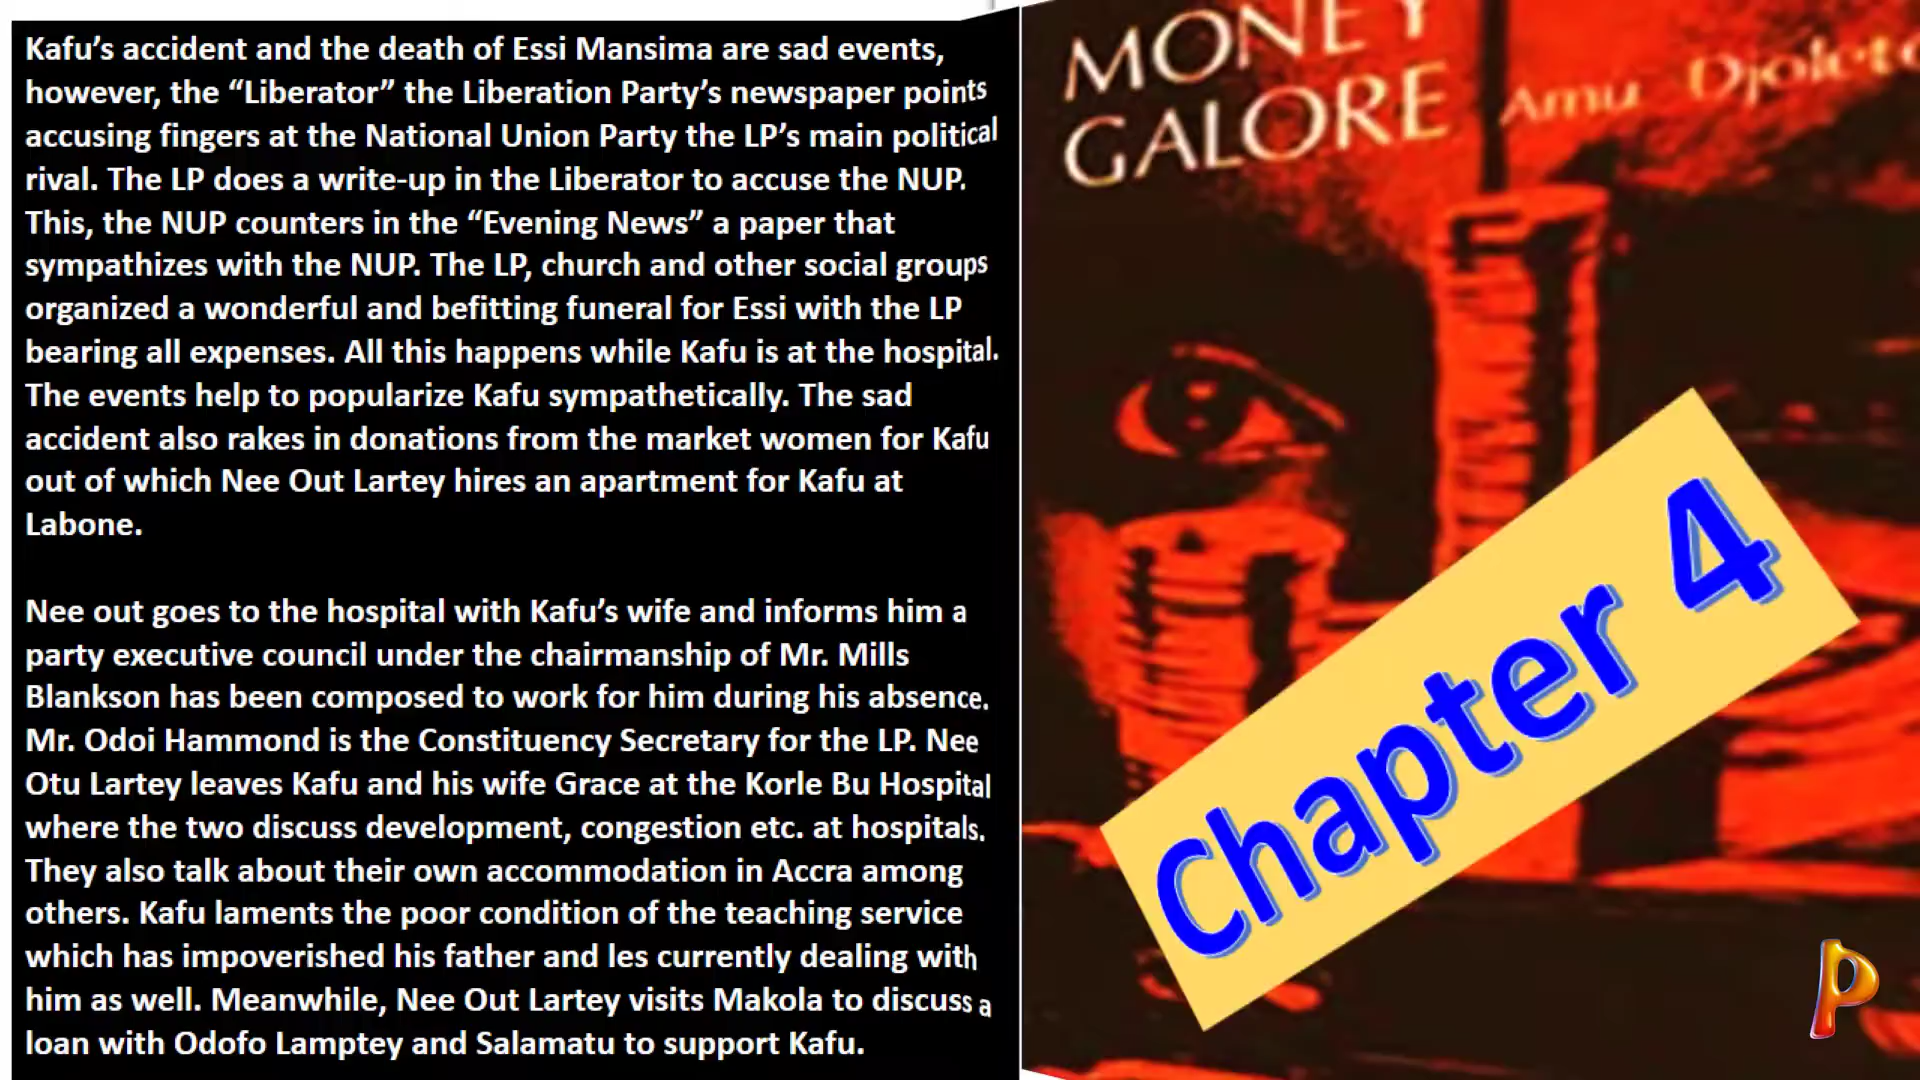 Kafu’s accident and the death of Essi Mansima are sad events,
however, the “Liberator” the Liberation Party’s newspaper points
accusing fingers at the National Union Party the LP’s main political
rival. The LP does a write-up in the Liberator to accuse the NUP.
This, the NUP counters in the “Evening News” a paper that
sympathizes with the NUP. The LP, church and other social groups
organized a wonderful and befitting funeral for Essi with the LP
bearing all expenses. All this happens while Kafu is at the hospital.
The events help to popularize Kafu sympathetically. The sad
accident also rakes in donations from the market women for Kafu
out of which Nee Out Lartey hires an apartment for Kafu at
Labone.
Nee out goes to the hospital with Kafu’s wife and informs him a
party executive council under the chairmanship of Mr. Mills
Blankson has been composed to work for him during his absence.
Mr. Odoi Hammond is the Constituency Secretary for the LP. Nee
Otu Lartey leaves Kafu and his wife Grace at the Korle Bu Hospital
where the two discuss development, congestion etc. at hospitals.
They also talk about their own accommodation in Accra among
others. Kafu laments the poor condition of the teaching service
which has impoverished his father and les currently dealing with
him as well. Meanwhile, Nee Out Lartey visits Makola to discuss a
loan with Odofo Lamptey and Salamatu to support Kafu.
MONEY
GALORE
Amu Djoleto
Chapter 4
P